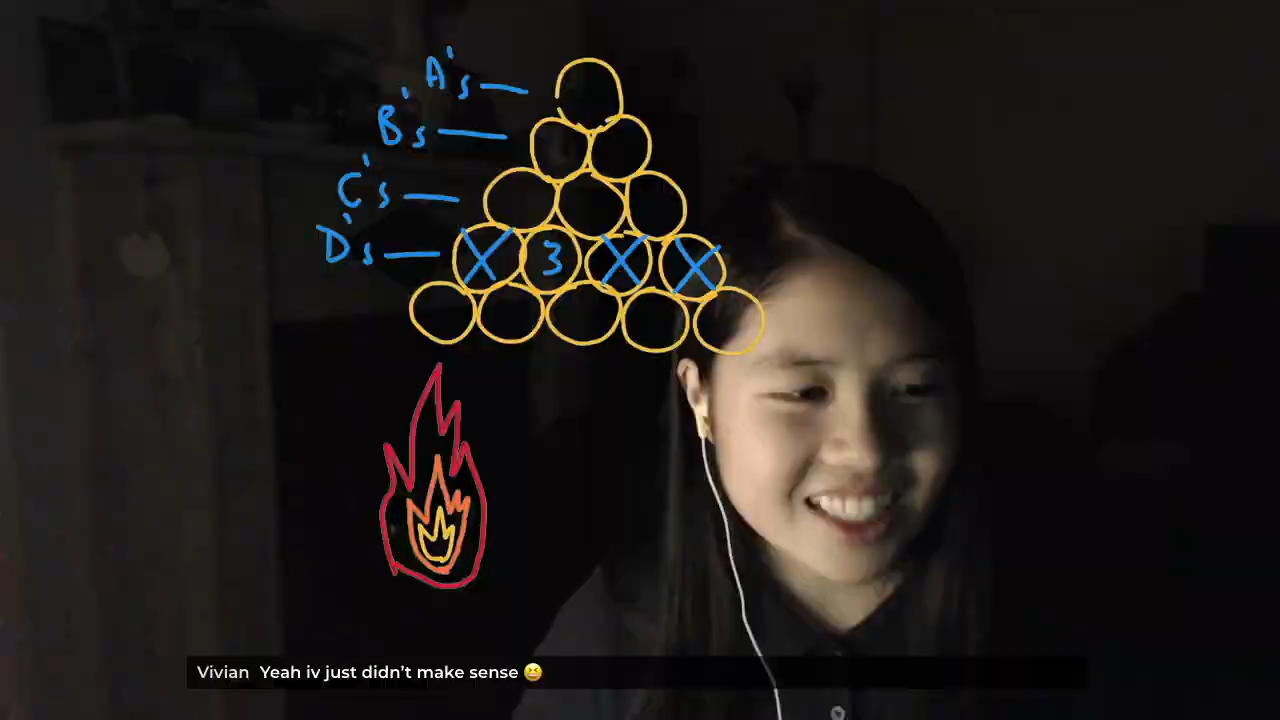 A's —
B's —
C's —
D's — X 3 X X
Vivian Yeah iv just didn’t make sense 😆